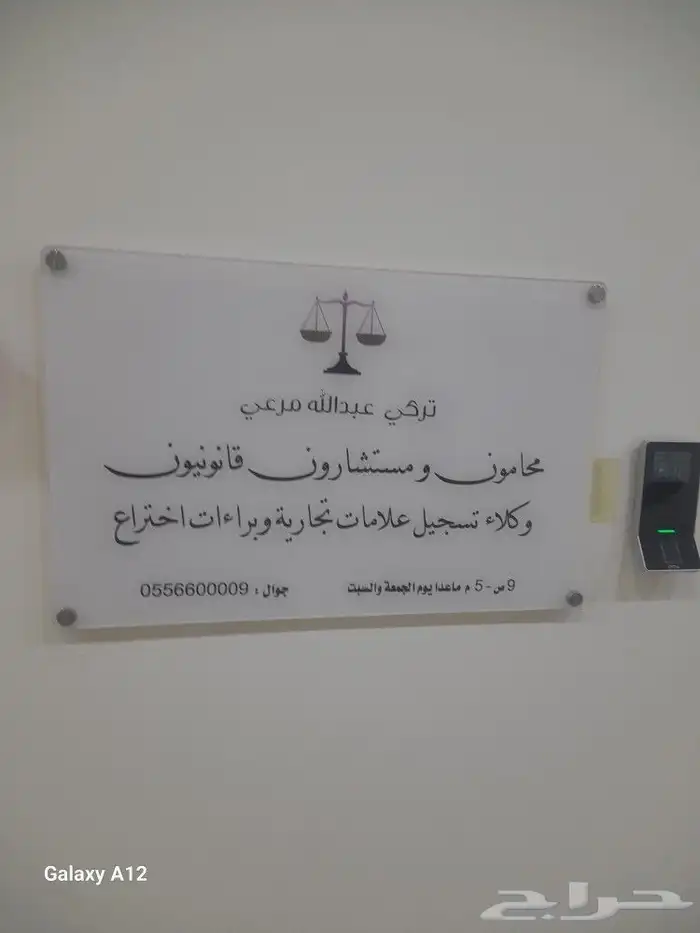 تركي عبدالله مرعي
محامون ومستشارون قانونيون
وكلاء تسجيل علامات تجارية وبراءات اختراع
9 ص - 5 م ماعدا يوم الجمعة والسبت
جوال : 0556600009
Galaxy A12
حراج